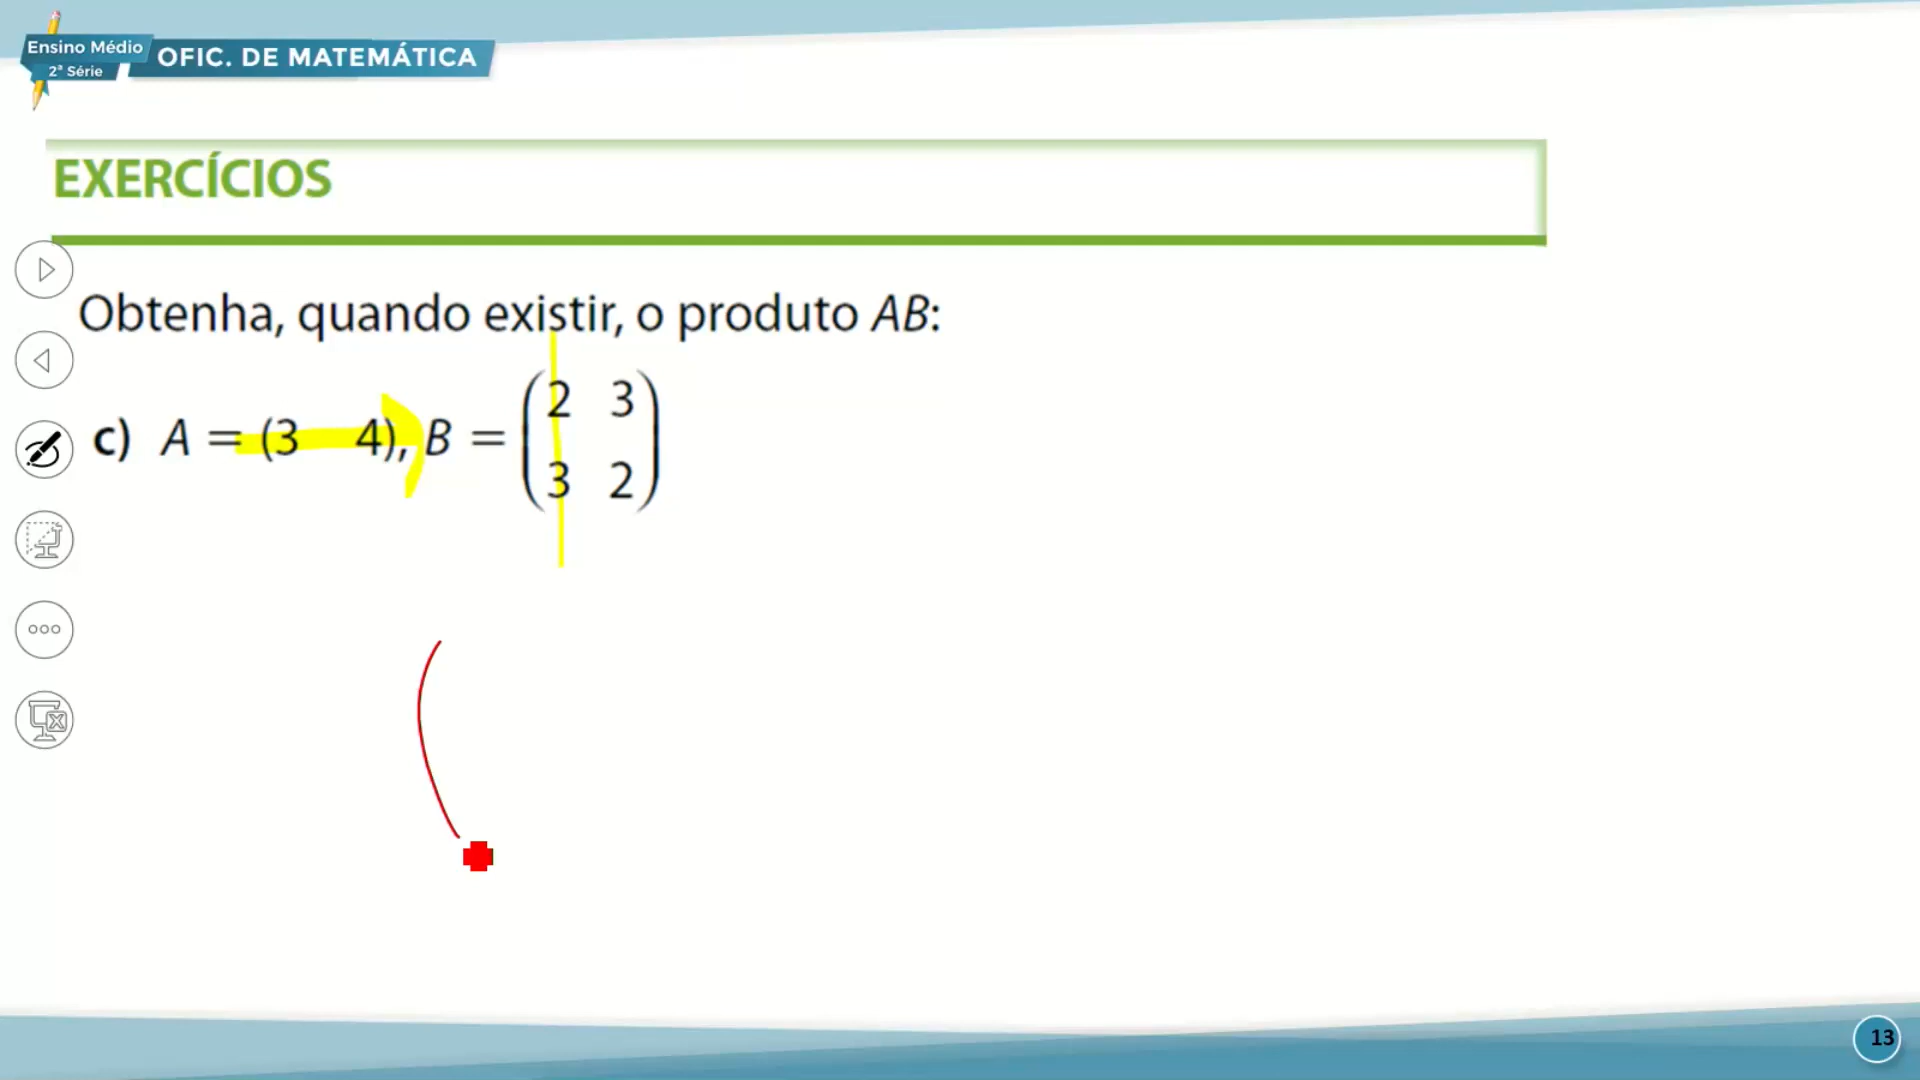 Ensino Médio
2ª Série
OFIC. DE MATEMÁTICA
EXERCÍCIOS
Obtenha, quando existir, o produto AB:
2 3
c) A = (3 4), B =
3 2
13